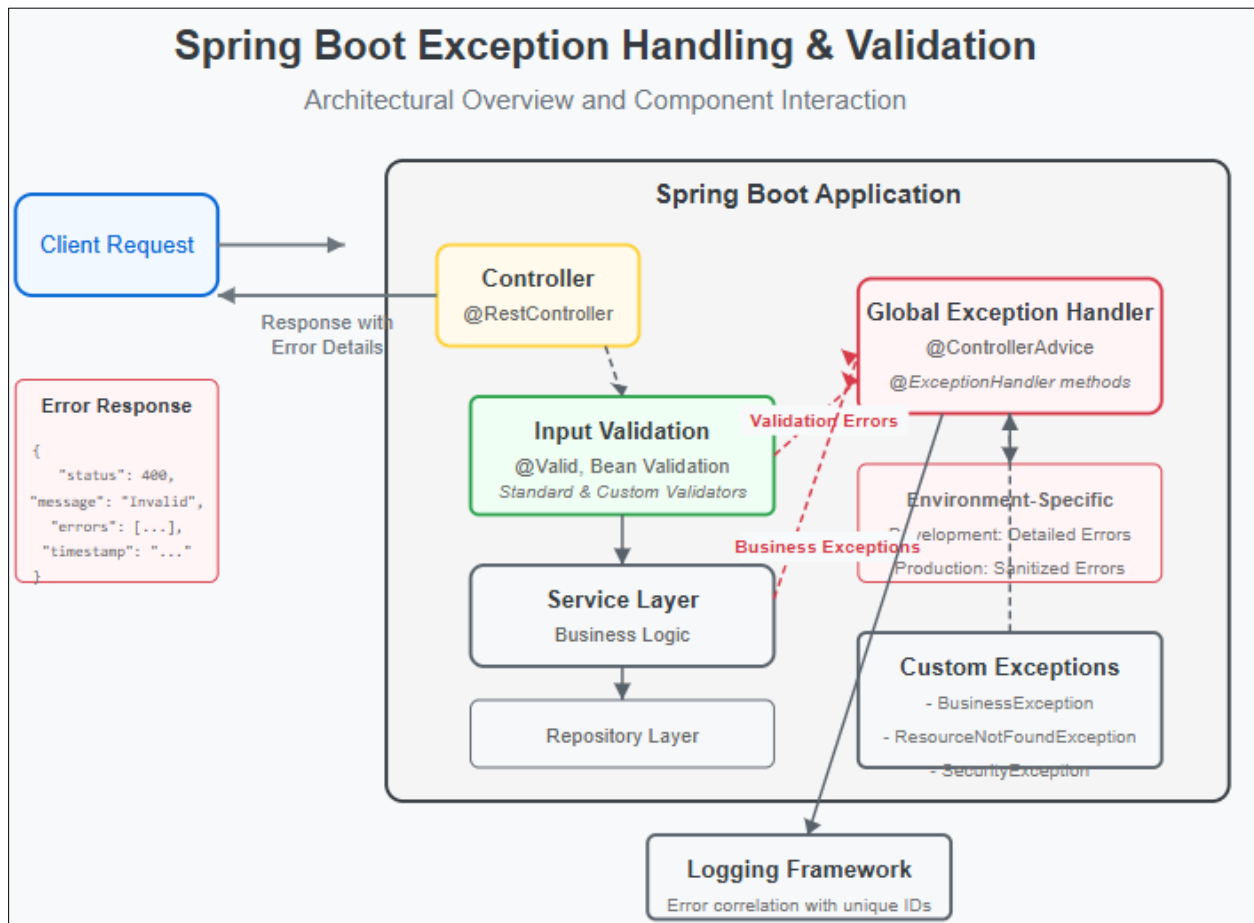 Spring Boot Exception Handling & Validation
Architectural Overview and Component Interaction
Spring Boot Application
Client Request
Controller
@RestController
Response with
Error Details
Global Exception Handler
@ControllerAdvice
@ExceptionHandler methods
Error Response
{
"status": 400,
"message": "Invalid",
"errors": [...],
"timestamp": "..."
}
Input Validation
@Valid, Bean Validation
Standard & Custom Validators
Validation Errors
Business Exceptions
Environment-Specific
Development: Detailed Errors
Production: Sanitized Errors
Service Layer
Business Logic
Repository Layer
Custom Exceptions
- BusinessException
- ResourceNotFoundException
- SecurityException
Logging Framework
Error correlation with unique IDs